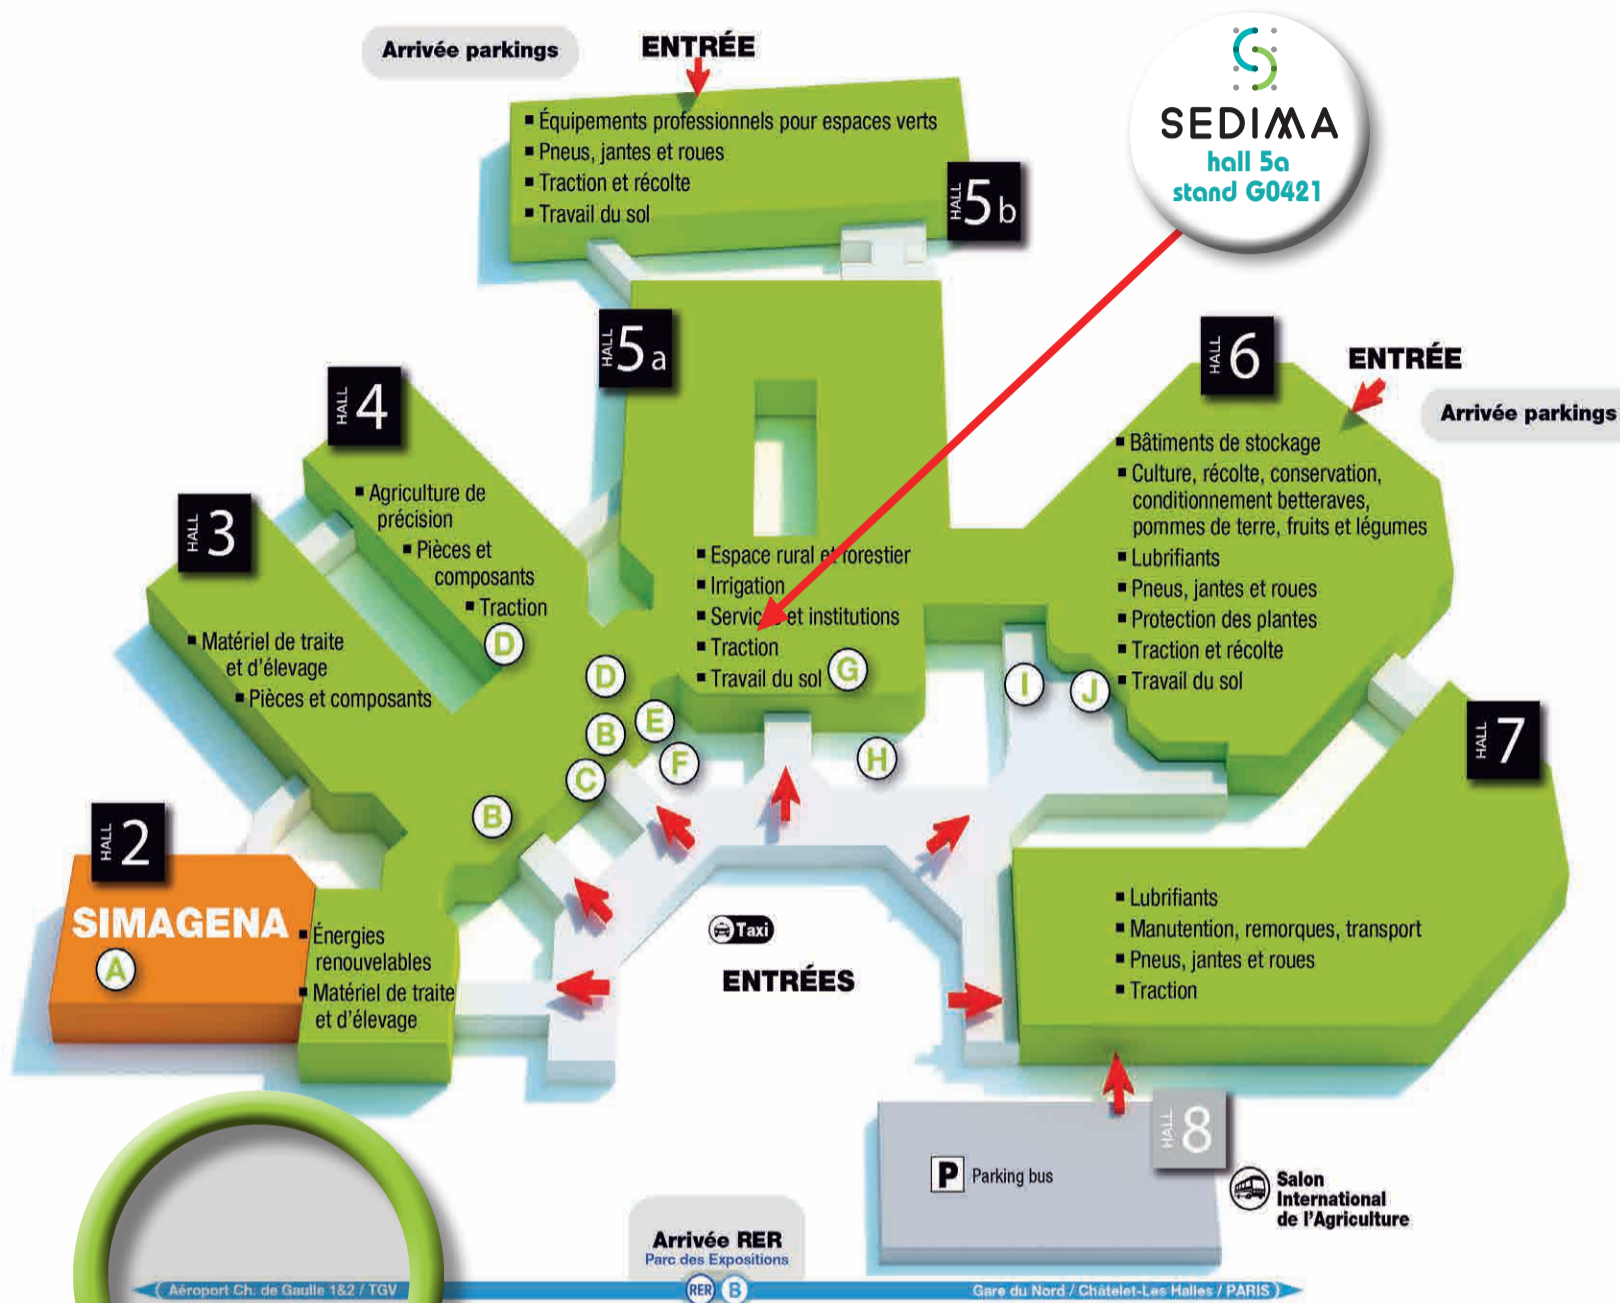 Arrivée parkings
ENTRÉE
SEDIMA
hall 5a
stand G0421
■ Équipements professionnels pour espaces verts
■ Pneus, jantes et roues
■ Traction et récolte
■ Travail du sol
HALL 5b
HALL 5a
HALL 6
ENTRÉE
Arrivée parkings
HALL 4
■ Agriculture de
précision
■ Pièces et
composants
■ Traction
D
HALL 3
■ Matériel de traite
et d'élevage
■ Pièces et composants
■ Espace rural et forestier
■ Irrigation
■ Services et institutions
■ Traction
■ Travail du sol
G
■ Bâtiments de stockage
■ Culture, récolte, conservation,
conditionnement betteraves,
pommes de terre, fruits et légumes
■ Lubrifiants
■ Pneus, jantes et roues
■ Protection des plantes
■ Traction et récolte
■ Travail du sol
D
B
E
C
F
B
H
I
J
HALL 7
HALL 2
SIMAGENA
A
■ Énergies
renouvelables
■ Matériel de traite
et d'élevage
Taxi
ENTRÉES
■ Lubrifiants
■ Manutention, remorques, transport
■ Pneus, jantes et roues
■ Traction
HALL 8
P Parking bus
Salon
International
de l'Agriculture
Arrivée RER
Parc des Expositions
Aéroport Ch. de Gaulle 1&2 / TGV
RER B
Gare du Nord / Châtelet-Les Halles / PARIS